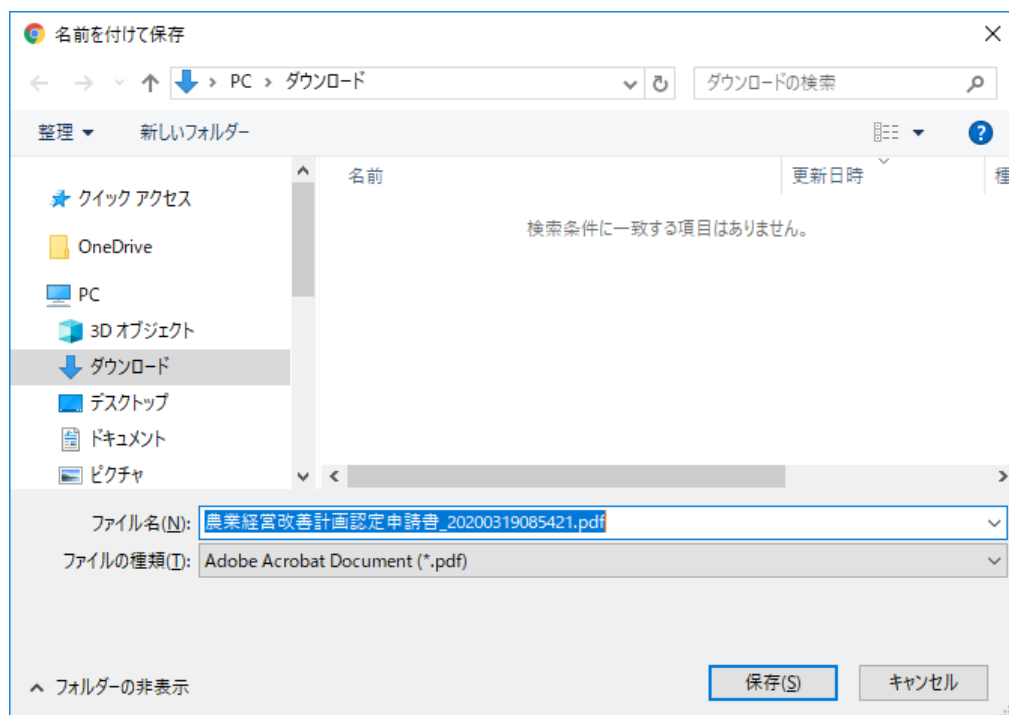 名前を付けて保存
PC › ダウンロード
ダウンロードの検索
整理 新しいフォルダー
名前 更新日時 種
検索条件に一致する項目はありません。
クイック アクセス
OneDrive
PC
3D オブジェクト
ダウンロード
デスクトップ
ドキュメント
ピクチャ
ファイル名(N): 農業経営改善計画認定申請書_20200319085421.pdf
ファイルの種類(T): Adobe Acrobat Document (*.pdf)
フォルダーの非表示
保存(S) キャンセル